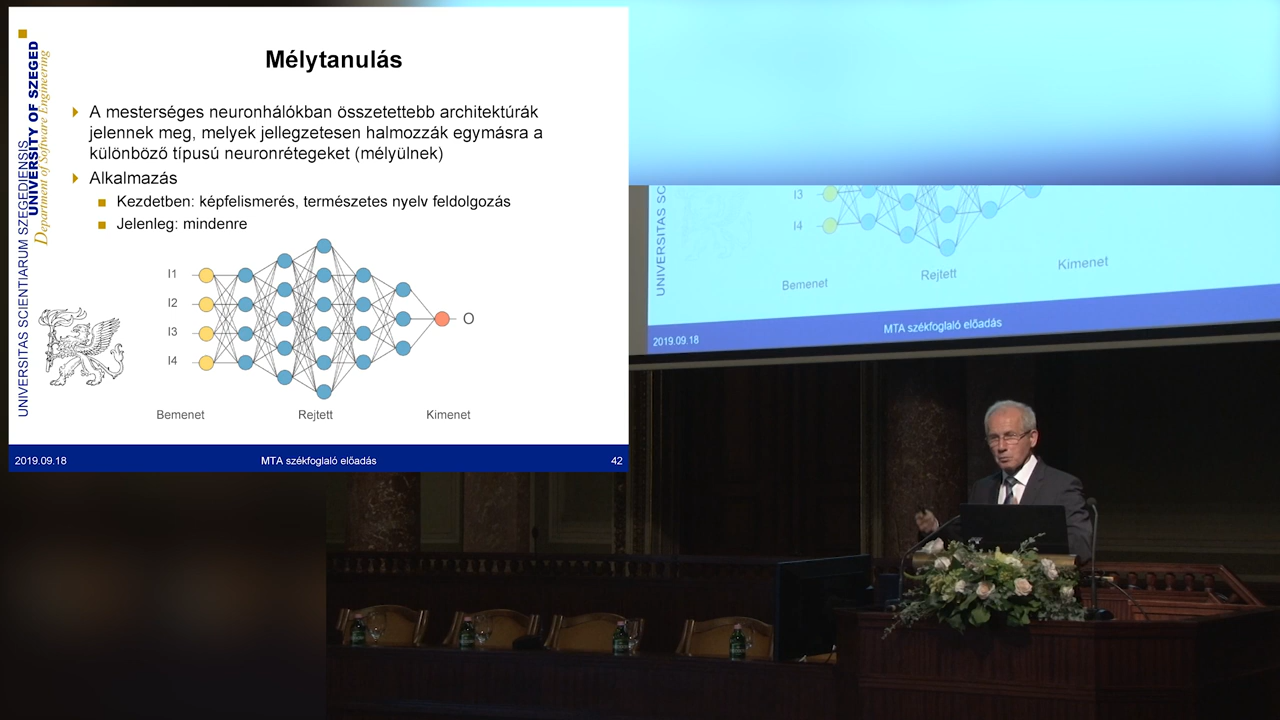 Mélytanulás
A mesterséges neuronhálókban összetettebb architektúrák
jelennek meg, melyek jellegzetesen halmozzák egymásra a
különböző típusú neuronrétegeket (mélyülnek)
Alkalmazás
Kezdetben: képfelismerés, természetes nyelv feldolgozás
Jelenleg: mindenre
I1
I2
I3
I4
O
Bemenet Rejtett Kimenet
2019.09.18 MTA székfoglaló előadás 42
UNIVERSITAS SCIENTIARUM SZEGEDIENSIS
UNIVERSITY OF SZEGED
Department of Software Engineering
I3
I4
Bemenet Rejtett Kimenet
UNIVERSITAS SC
2019.09.18 MTA székfoglaló előadás